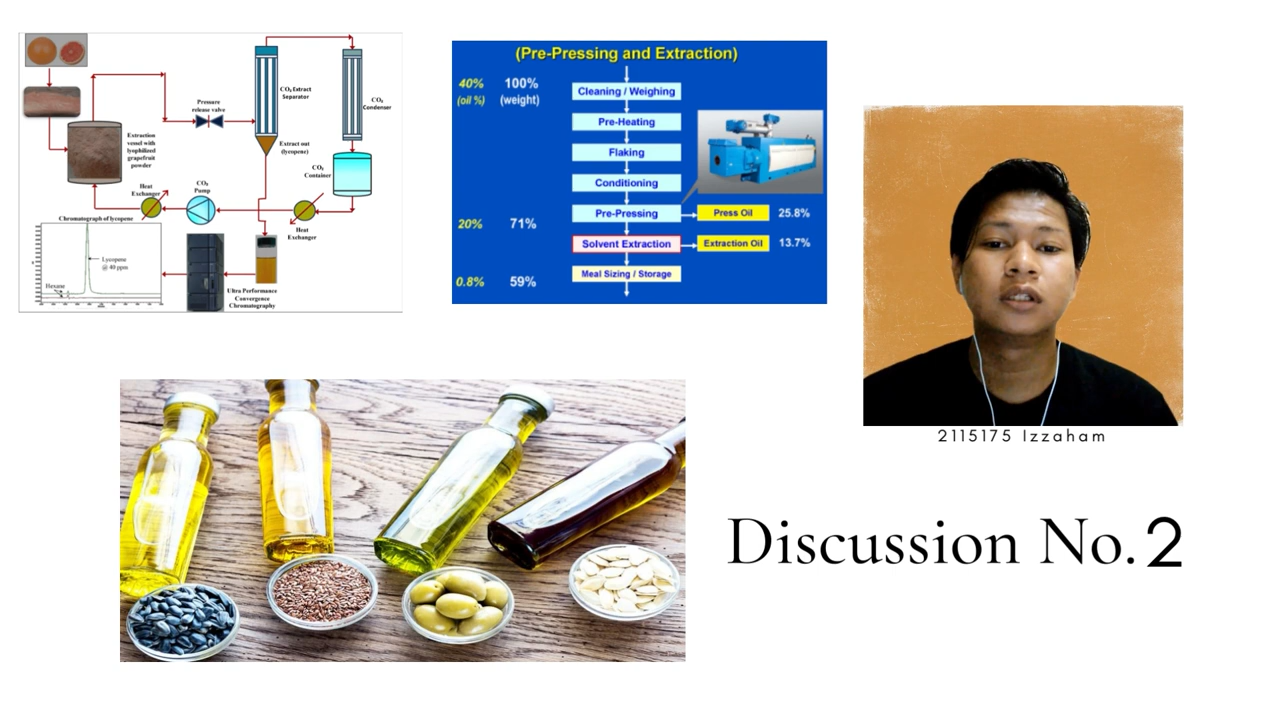 CO₂ Extract
Separator
CO₂
Condenser
Pressure
release valve
Extraction
vessel with
lyophilized
grapefruit
powder
Extract out
(lycopene)
CO₂
Container
Heat
Exchanger
CO₂
Pump
Heat
Exchanger
Chromatograph of lycopene
Lycopene
@ 40 ppm
Hexane
Ultra Performance
Convergence
Chromatography
(Pre-Pressing and Extraction)
40% 100%
(oil %) (weight)
Cleaning / Weighing
Pre-Heating
Flaking
Conditioning
20% 71% Pre-Pressing Press Oil 25.8%
Solvent Extraction Extraction Oil 13.7%
0.8% 59% Meal Sizing / Storage
2115175 Izzaham
Discussion No.2